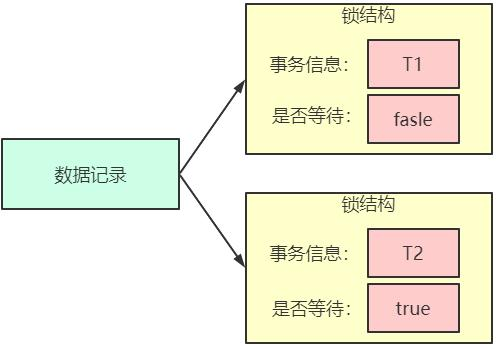 锁结构
事务信息： T1
是否等待： fasle
数据记录
锁结构
事务信息： T2
是否等待： true